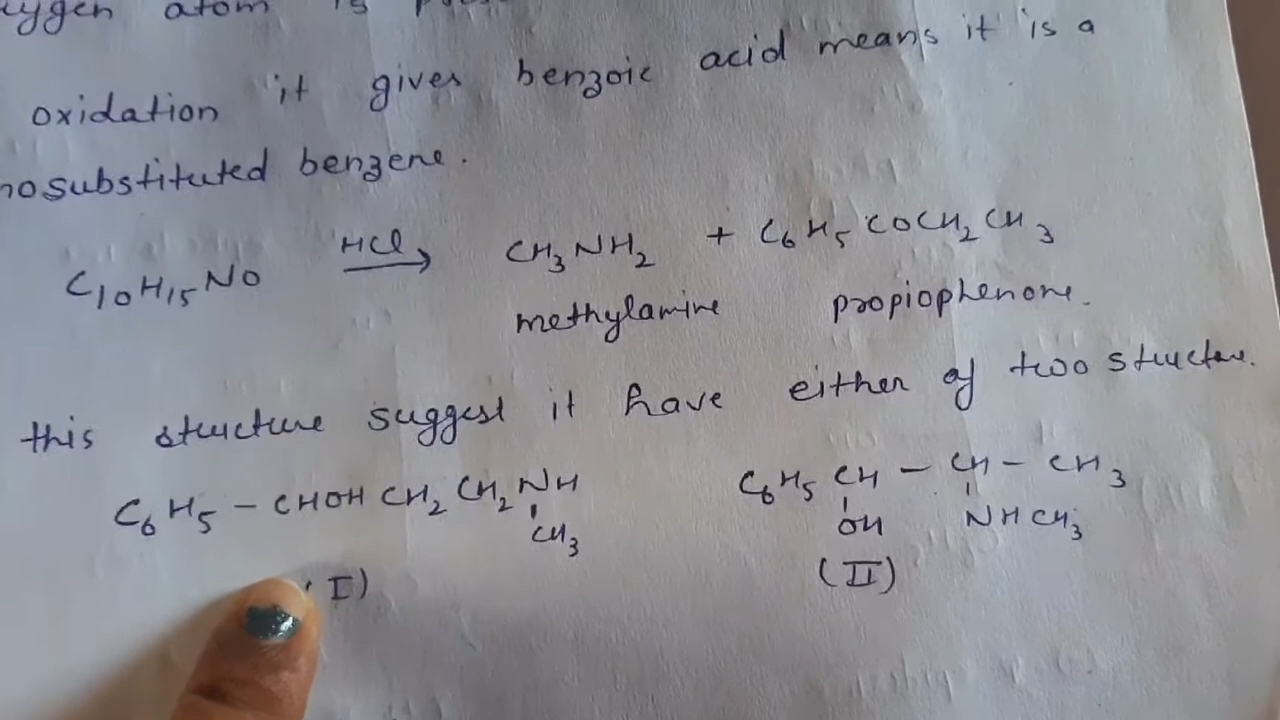 atom is
oxidation it gives benzoic acid means it is a
nosubstituted benzene.
C10H15NO HCl → CH3NH2 + C6H5COCH2CH3
methylamine propiophenone.
this structure suggest it have either of two structure.
C6H5 - CHOH CH2 CH2 NH C6H5 CH - CH - CH3
CH3 OH NHCH3
(I) (II)